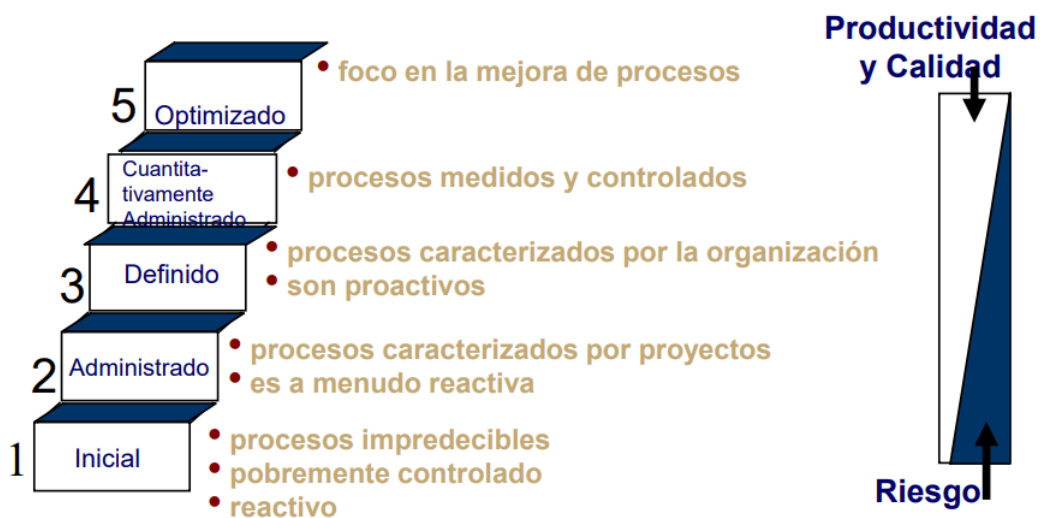 Productividad
y Calidad
5
Optimizado
• foco en la mejora de procesos
4
Cuantita-
tivamente
Administrado
• procesos medidos y controlados
3
Definido
• procesos caracterizados por la organización
• son proactivos
2
Administrado
• procesos caracterizados por proyectos
• es a menudo reactiva
1
Inicial
• procesos impredecibles
• pobremente controlado
• reactivo
Riesgo